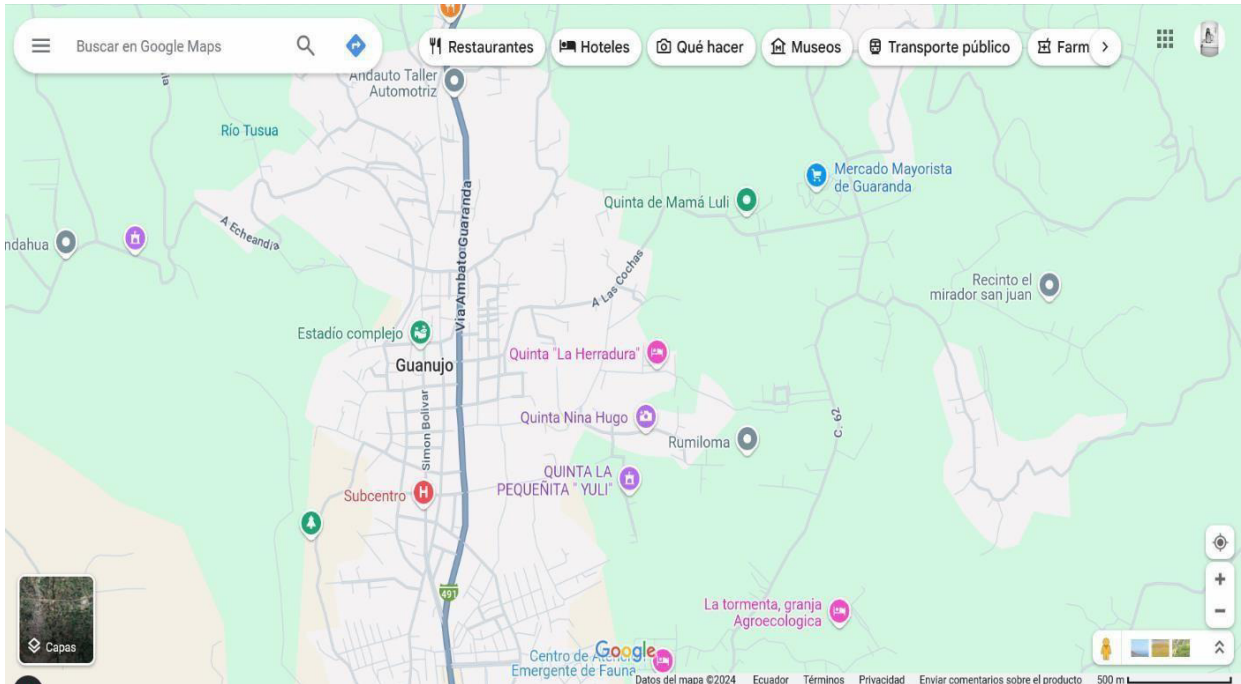 Buscar en Google Maps
Restaurantes
Hoteles
Qué hacer
Museos
Transporte público
Farm
Andauto Taller
Automotriz
Río Tusua
Mercado Mayorista
de Guaranda
Quinta de Mamá Luli
Vía Ambato Guaranda
A Echeandía
ndahua
A Las Cochas
Recinto el
mirador san juan
Estadío complejo
Guanujo
Quinta "La Herradura"
Simon Bolivar
Quinta Nina Hugo
Rumiloma
C. 62
QUINTA LA
PEQUEÑITA " YULI"
Subcentro
H
491
La tormenta, granja
Agroecologica
Capas
Google
Centro de Atención
Emergente de Fauna
Datos del mapa ©2024 Ecuador Términos Privacidad Enviar comentarios sobre el producto 500 m